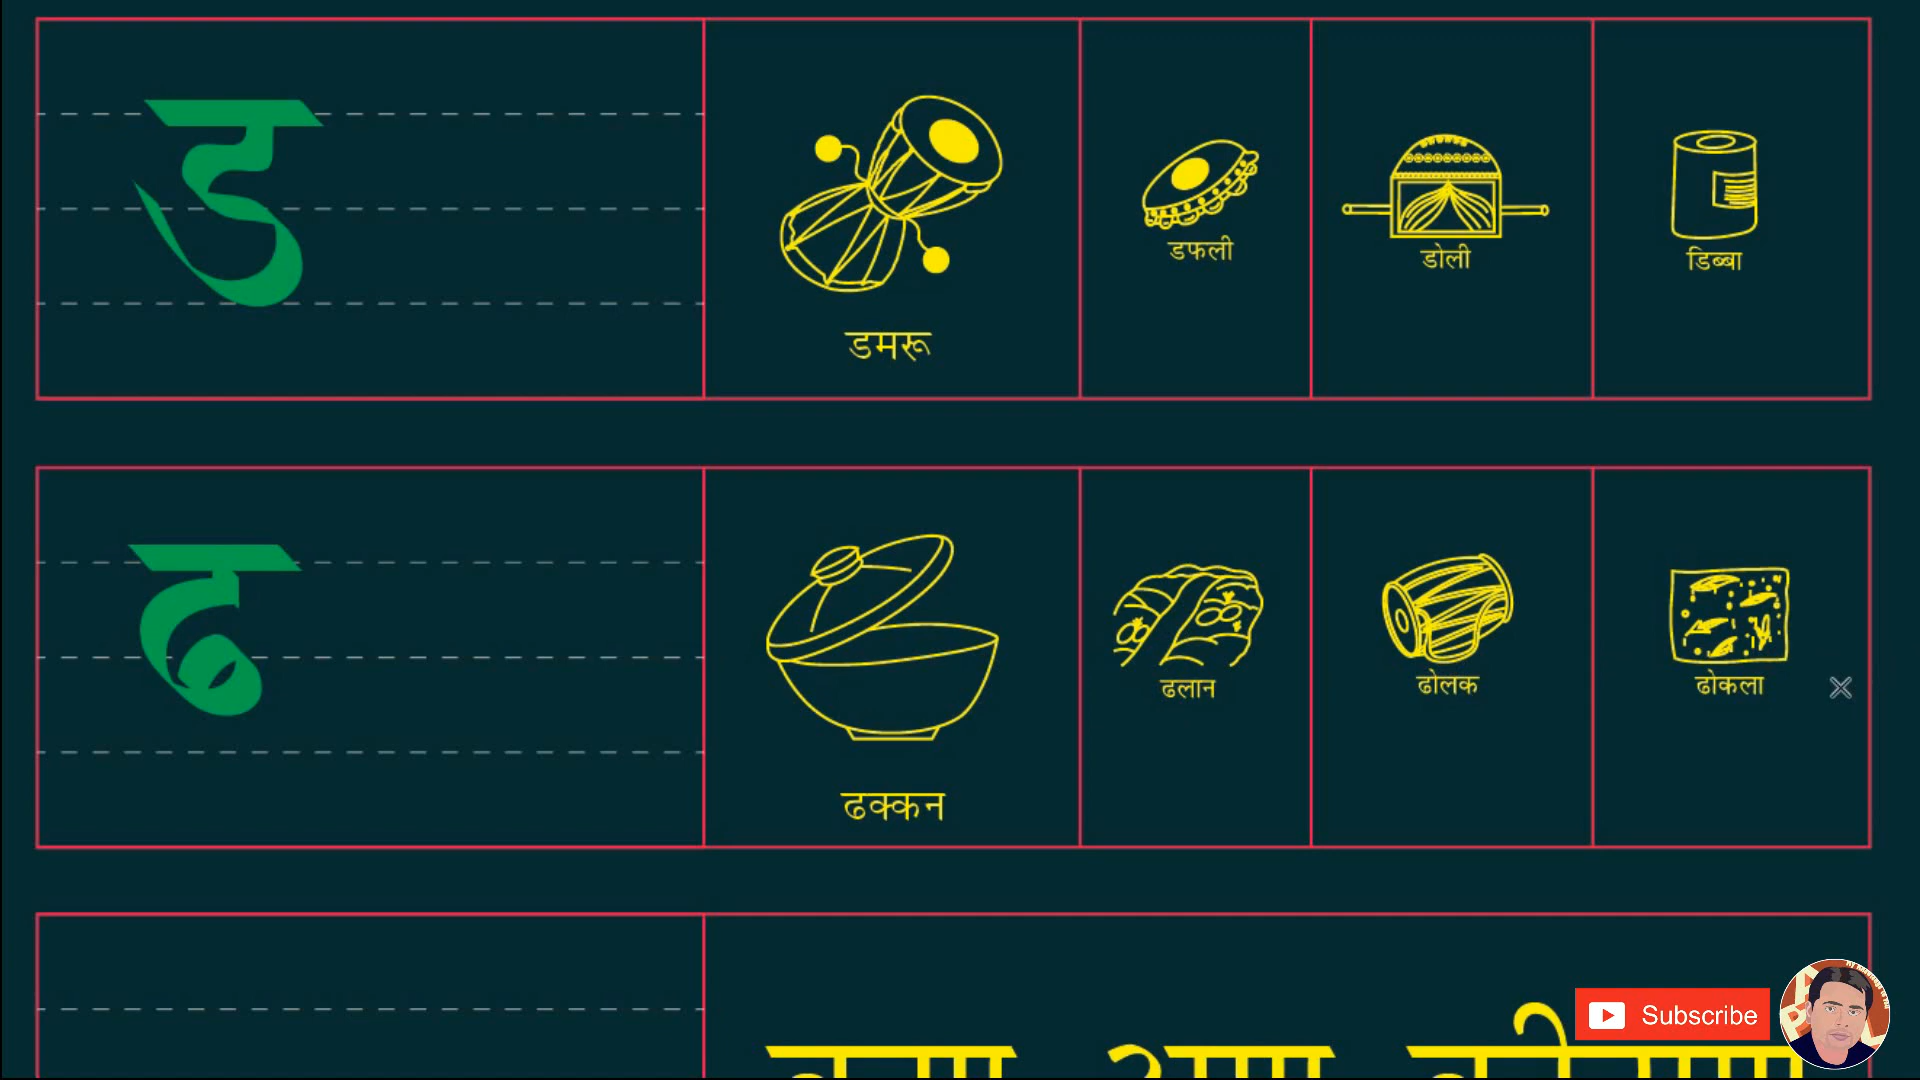 ड
डमरू
डफली
डोली
डिब्बा
ढ
ढक्कन
ढलान
ढोलक
ढोकला
Subscribe